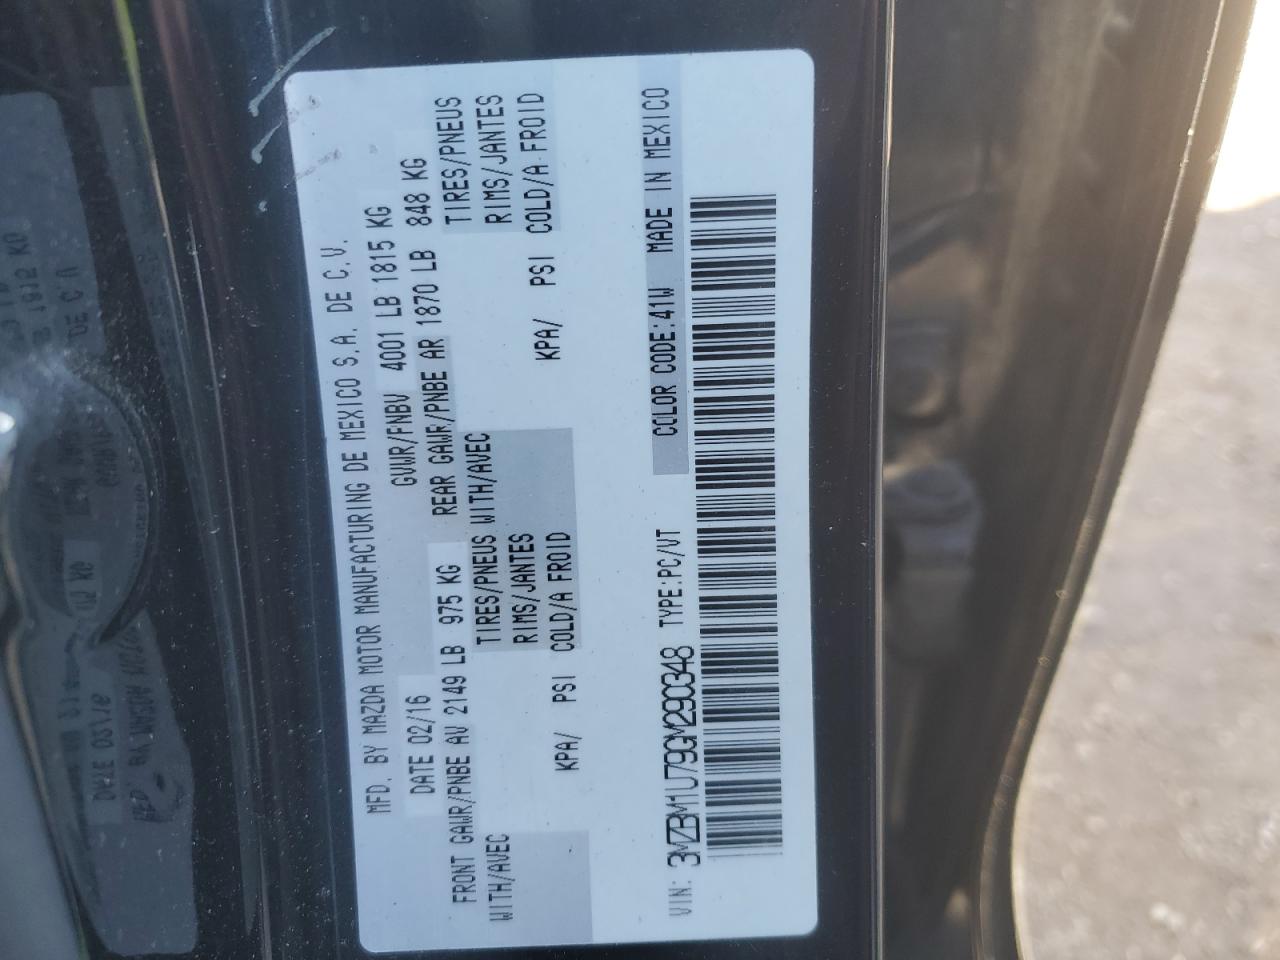 MFD. BY MAZDA MOTOR MANUFACTURING DE MEXICO S.A. DE C.V.
DATE 02/16 GVWR/PNBV 4001 LB 1815 KG
FRONT GAWR/PNBE AV 2149 LB 975 KG REAR GAWR/PNBE AR 1870 LB 848 KG
WITH/AVEC TIRES/PNEUS WITH/AVEC TIRES/PNEUS
RIMS/JANTES RIMS/JANTES
KPA/ PSI COLD/A FROID KPA/ PSI COLD/A FROID
COLOR CODE:41W MADE IN MEXICO
VIN: 3MZBM1U79GM290348 TYPE:PC/VT